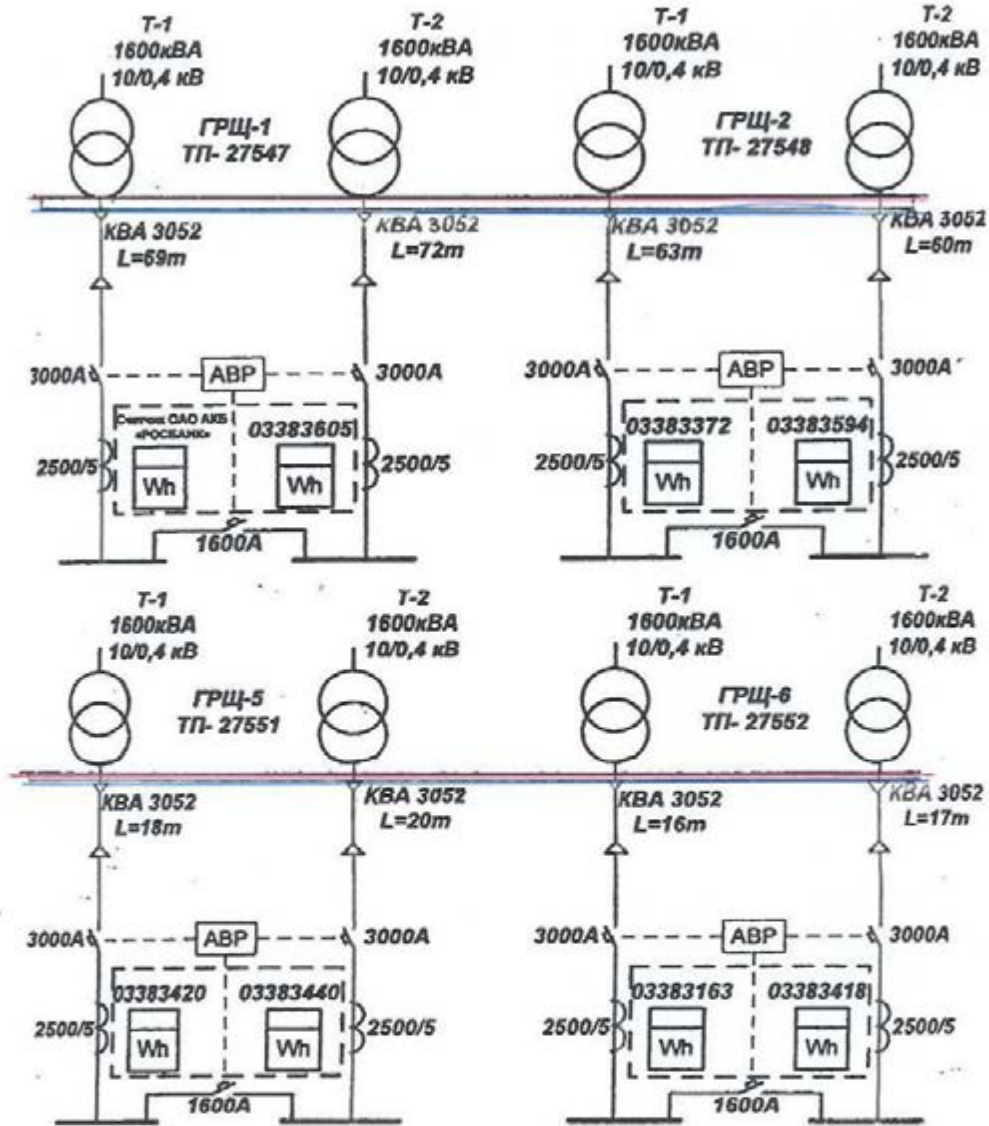 T-1
1600кВА
10/0,4 кВ
T-2
1600кВА
10/0,4 кВ
ГРЩ-1
ТП- 27547
T-1
1600кВА
10/0,4 кВ
T-2
1600кВА
10/0,4 кВ
ГРЩ-2
ТП- 27548
КВА 3052
L=69m
КВА 3052
L=72m
КВА 3052
L=63m
КВА 3052
L=60m
3000А
АВР
3000А
3000А
АВР
3000А
ОАО АКБ
«РОСБАНК»
03383605
03383372
03383594
2500/5
Wh
Wh
2500/5
2500/5
Wh
Wh
2500/5
1600А
1600А
T-1
1600кВА
10/0,4 кВ
T-2
1600кВА
10/0,4 кВ
ГРЩ-5
ТП- 27551
T-1
1600кВА
10/0,4 кВ
T-2
1600кВА
10/0,4 кВ
ГРЩ-6
ТП- 27552
КВА 3052
L=18m
КВА 3052
L=20m
КВА 3052
L=16m
КВА 3052
L=17m
3000А
АВР
3000А
3000А
АВР
3000А
03383420
03383440
03383163
03383418
2500/5
Wh
Wh
2500/5
2500/5
Wh
Wh
2500/5
1600А
1600А